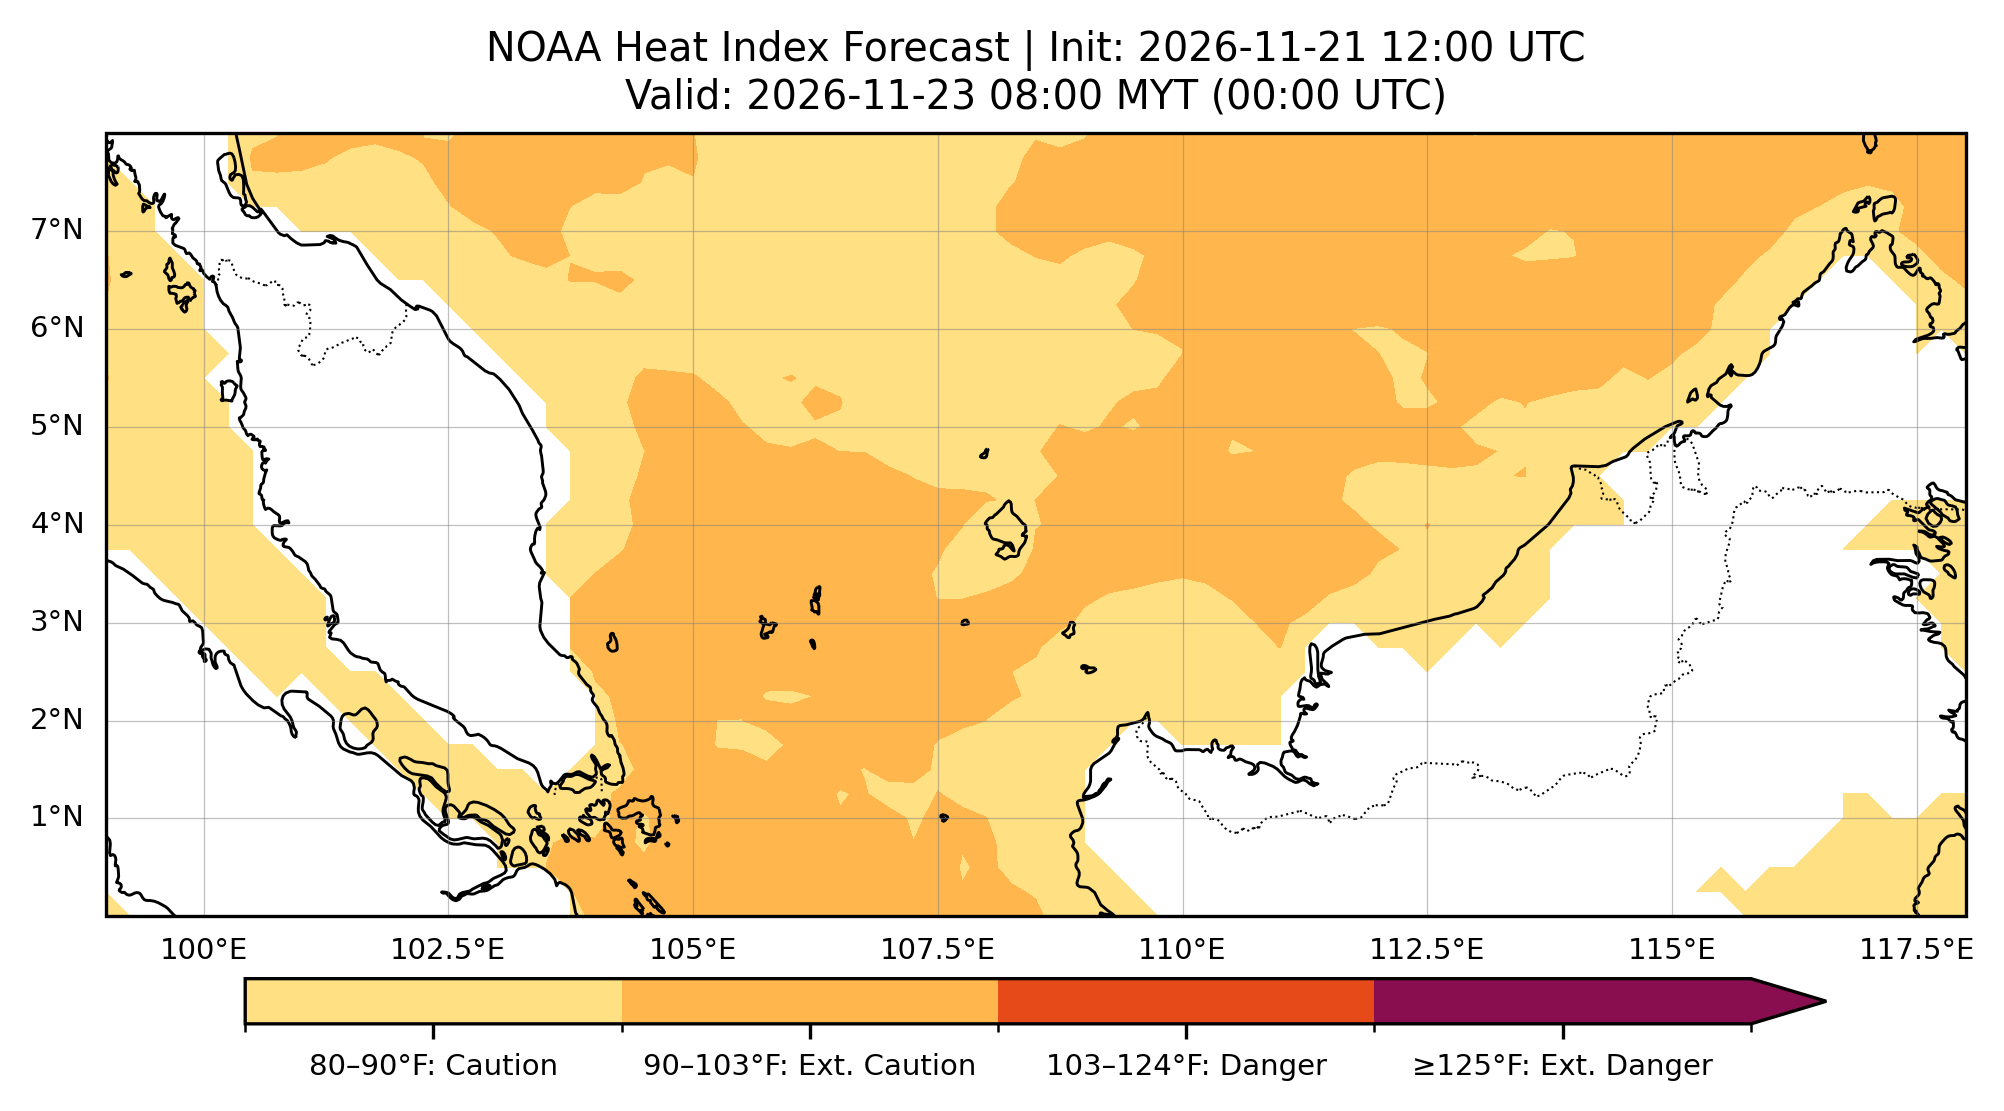 NOAA Heat Index Forecast | Init: 2026-11-21 12:00 UTC
Valid: 2026-11-23 08:00 MYT (00:00 UTC)
7°N
6°N
5°N
4°N
3°N
2°N
1°N
100°E
102.5°E
105°E
107.5°E
110°E
112.5°E
115°E
117.5°E
80–90°F: Caution
90–103°F: Ext. Caution
103–124°F: Danger
≥125°F: Ext. Danger